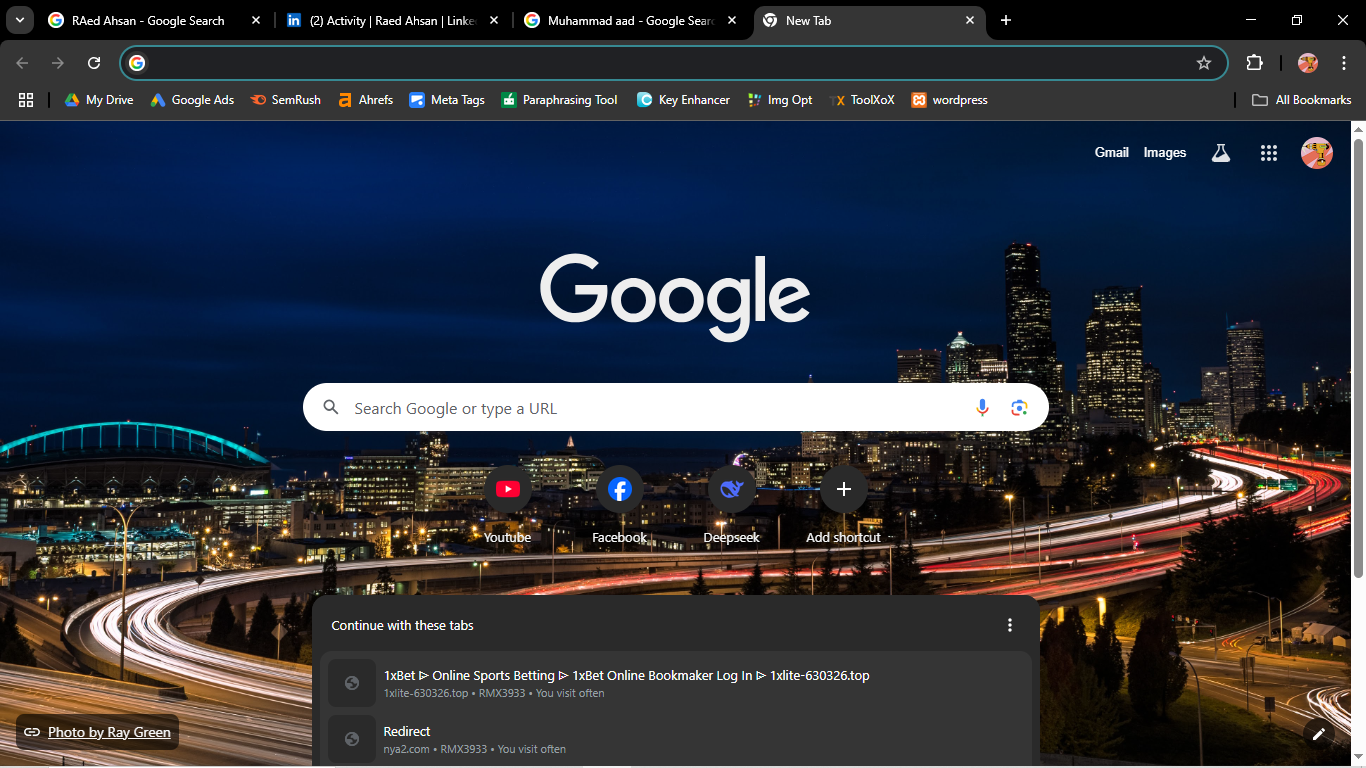 RAed Ahsan - Google Search
(2) Activity | Raed Ahsan | Linke
Muhammad aad - Google Sear
New Tab
My Drive
Google Ads
SemRush
Ahrefs
Meta Tags
Paraphrasing Tool
Key Enhancer
Img Opt
ToolXoX
wordpress
All Bookmarks
Gmail
Images
Google
Search Google or type a URL
Youtube
Facebook
Deepseek
Add shortcut
Continue with these tabs
1xBet ᐉ Online Sports Betting ᐉ 1xBet Online Bookmaker Log In ᐉ 1xlite-630326.top
1xlite-630326.top • RMX3933 • You visit often
Redirect
nya2.com • RMX3933 • You visit often
Photo by Ray Green